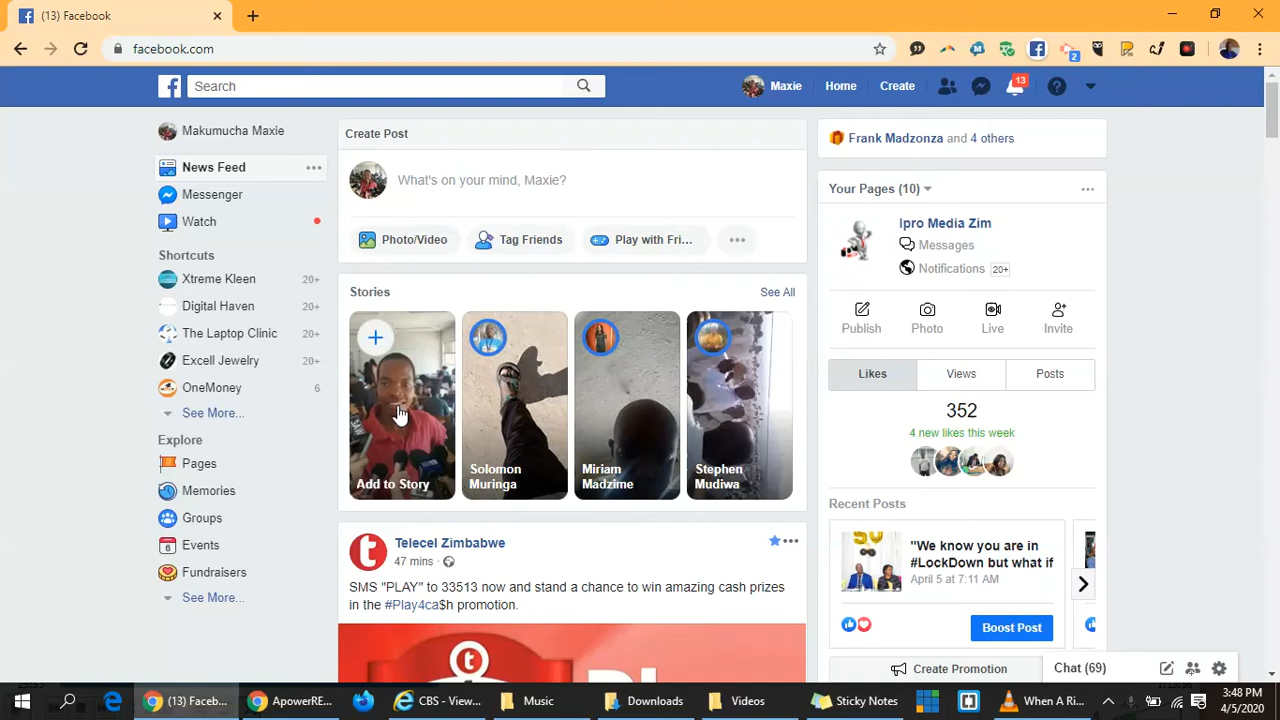 (13) Facebook
facebook.com
2
Search
Maxie
Home
Create
13
Makumucha Maxie
News Feed
Messenger
Watch
Shortcuts
Xtreme Kleen 20+
Digital Haven 20+
The Laptop Clinic 20+
Excell Jewelry 20+
OneMoney 6
See More...
Explore
Pages
Memories
Groups
6 Events
Fundraisers
See More...
Create Post
What's on your mind, Maxie?
Photo/Video
Tag Friends
Play with Fri...
Stories
See All
Add to Story
Solomon
Muringa
Miriam
Madzime
Stephen
Mudiwa
Telecel Zimbabwe
47 mins
SMS "PLAY" to 33513 now and stand a chance to win amazing cash prizes
in the #Play4ca$h promotion.
Frank Madzonza and 4 others
Your Pages (10)
Ipro Media Zim
Messages
Notifications 20+
Publish
Photo
Live
Invite
Likes
Views
Posts
352
4 new likes this week
Recent Posts
"We know you are in
#LockDown but what if
April 5 at 7:11 AM
Boost Post
Create Promotion
Chat (69)
(13) Faceb...
ApowerRE...
CBS - View...
Music
Downloads
Videos
Sticky Notes
When A Ri...
3:48 PM
4/5/2020